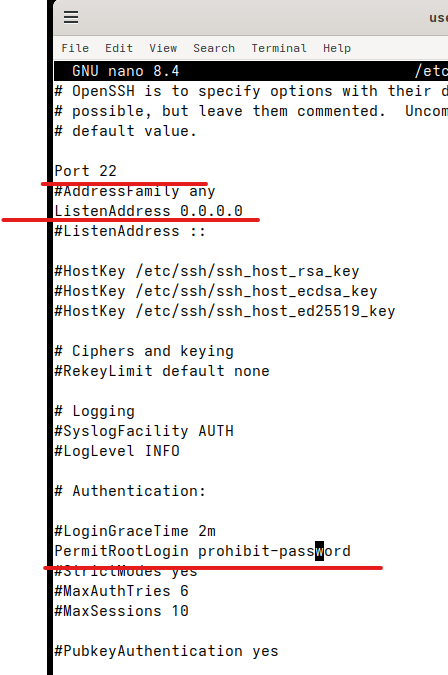 use
File Edit View Search Terminal Help
GNU nano 8.4 /etc
# OpenSSH is to specify options with their d
# possible, but leave them commented.  Uncom
# default value.
Port 22
#AddressFamily any
ListenAddress 0.0.0.0
#ListenAddress ::
#HostKey /etc/ssh/ssh_host_rsa_key
#HostKey /etc/ssh/ssh_host_ecdsa_key
#HostKey /etc/ssh/ssh_host_ed25519_key
# Ciphers and keying
#RekeyLimit default none
# Logging
#SyslogFacility AUTH
#LogLevel INFO
# Authentication:
#LoginGraceTime 2m
PermitRootLogin prohibit-password
#StrictModes yes
#MaxAuthTries 6
#MaxSessions 10
#PubkeyAuthentication yes